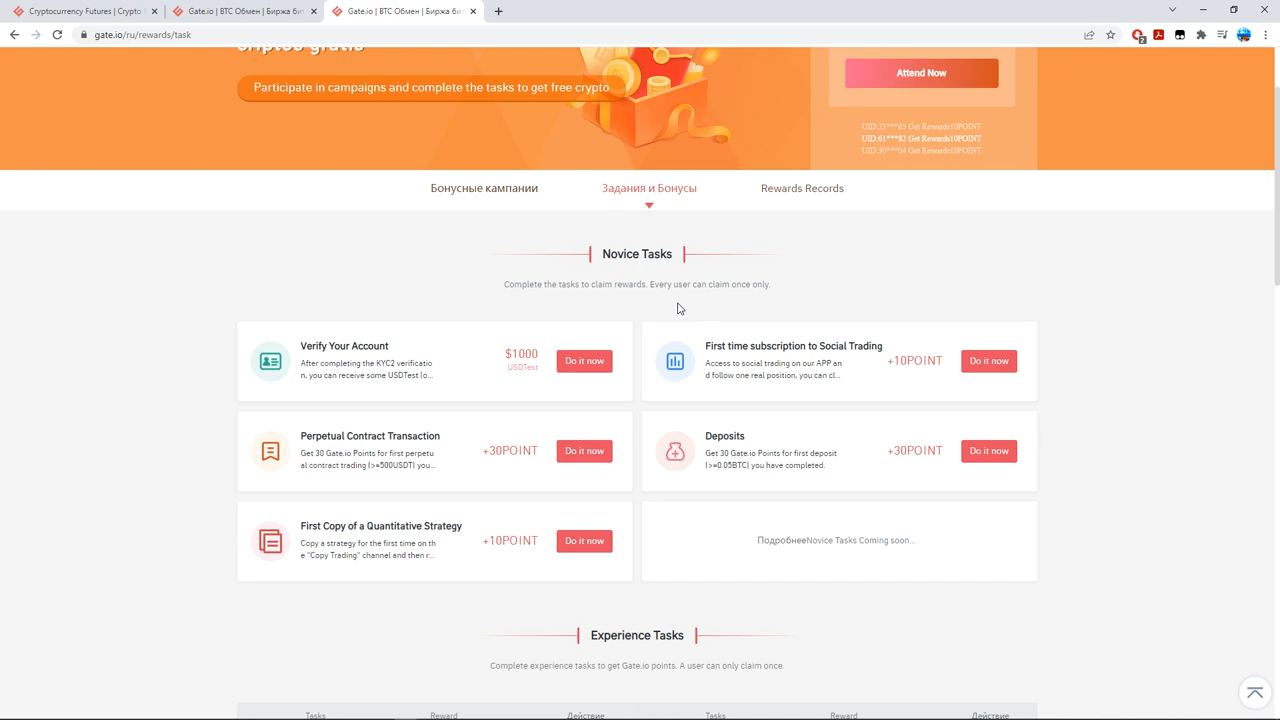 Cryptocurrency Futures | Crypto
Gate.io | BTC Обмен | Биржа би
Gate.io | BTC Обмен | Биржа би
gate.io/ru/rewards/task
2
Participate in campaigns and complete the tasks to get free crypto
Attend Now
UID:23***65 Get Rewards10POINT
UID:61***82 Get Rewards10POINT
UID:30***04 Get Rewards10POINT
Бонусные кампании
Задания и Бонусы
Rewards Records
Novice Tasks
Complete the tasks to claim rewards. Every user can claim once only.
Verify Your Account
After completing the KYC2 verificatio
n, you can receive some USDTest (o...
$1000
USDTest
Do it now
First time subscription to Social Trading
Access to social trading on our APP an
d follow one real position, you can cl...
+10POINT
Do it now
Perpetual Contract Transaction
Get 30 Gate.io Points for first perpetu
al contract trading (>=500USDT) you...
+30POINT
Do it now
Deposits
Get 30 Gate.io Points for first deposit
(>=0.05BTC) you have completed.
+30POINT
Do it now
First Copy of a Quantitative Strategy
Copy a strategy for the first time on th
e "Copy Trading" channel and then r...
+10POINT
Do it now
ПодробнееNovice Tasks Coming soon...
Experience Tasks
Complete experience tasks to get Gate.io points. A user can only claim once.
Tasks
Reward
Действие
Tasks
Reward
Действие